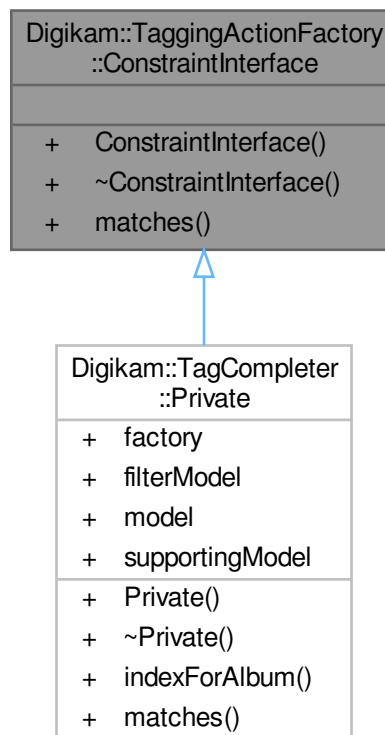 Digikam::TaggingActionFactory
::ConstraintInterface
+ ConstraintInterface()
+ ~ConstraintInterface()
+ matches()
Digikam::TagCompleter
::Private
+ factory
+ filterModel
+ model
+ supportingModel
+ Private()
+ ~Private()
+ indexForAlbum()
+ matches()